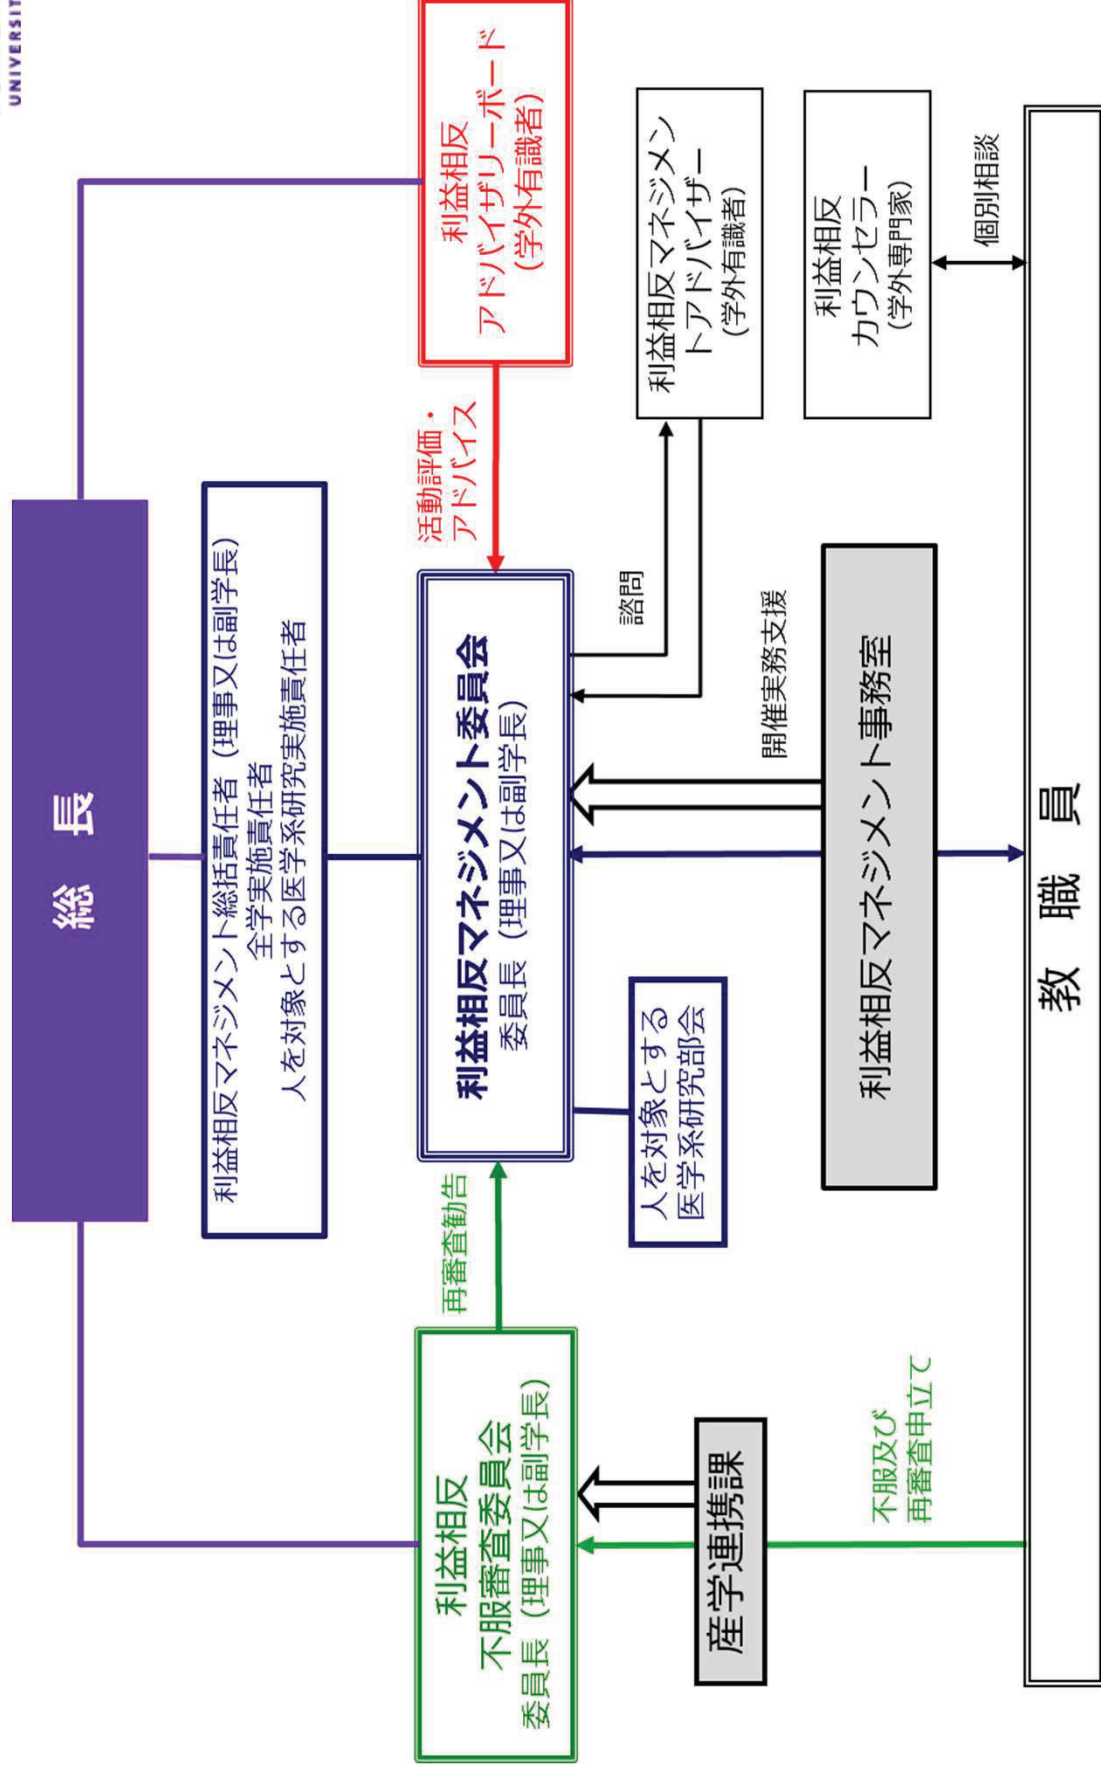 UNIVERSIT
総 長
利益相反マネジメント総括責任者（理事又は副学長）
全学実施責任者
人を対象とする医学系研究実施責任者
利益相反
不服審査委員会
委員長（理事又は副学長）
再審査勧告
利益相反マネジメント委員会
委員長（理事又は副学長）
活動評価・
アドバイス
利益相反
アドバイザリーボード
（学外有識者）
人を対象とする
医学系研究部会
諮問
利益相反マネジメン
トアドバイザー
（学外有識者）
産学連携課
開催実務支援
利益相反マネジメント事務室
利益相反
カウンセラー
（学外専門家）
不服及び
再審査申立て
個別相談
教 職 員